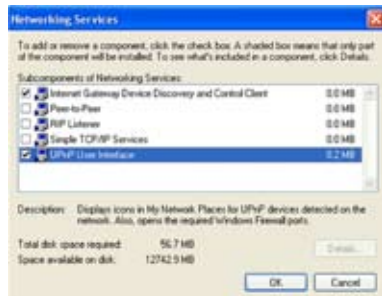 Networking Services
To add or remove a component, click the check box. A shaded box means that only part
of the component will be installed. To see what's included in a component, click Details.
Subcomponents of Networking Services:
Internet Gateway Device Discovery and Control Client 0.0 MB
Peer-to-Peer 0.0 MB
RIP Listener 0.0 MB
Simple TCP/IP Services 0.0 MB
UPnP User Interface 0.2 MB
Description: Displays icons in My Network Places for UPnP devices detected on the
network. Also, opens the required Windows Firewall ports.
Total disk space required: 56.7 MB
Space available on disk: 12742.9 MB
Details...
OK Cancel